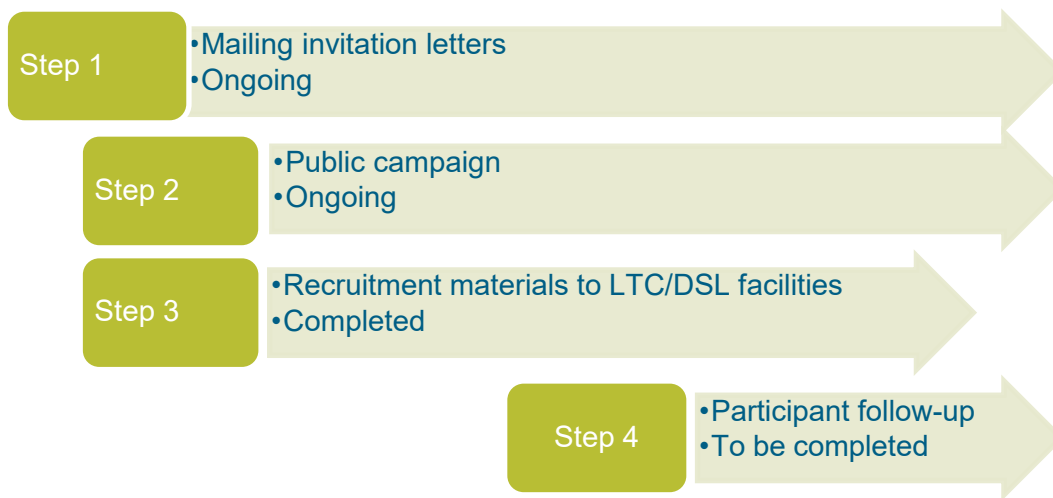 Step 1
•Mailing invitation letters
•Ongoing
Step 2
•Public campaign
•Ongoing
Step 3
•Recruitment materials to LTC/DSL facilities
•Completed
Step 4
•Participant follow-up
•To be completed